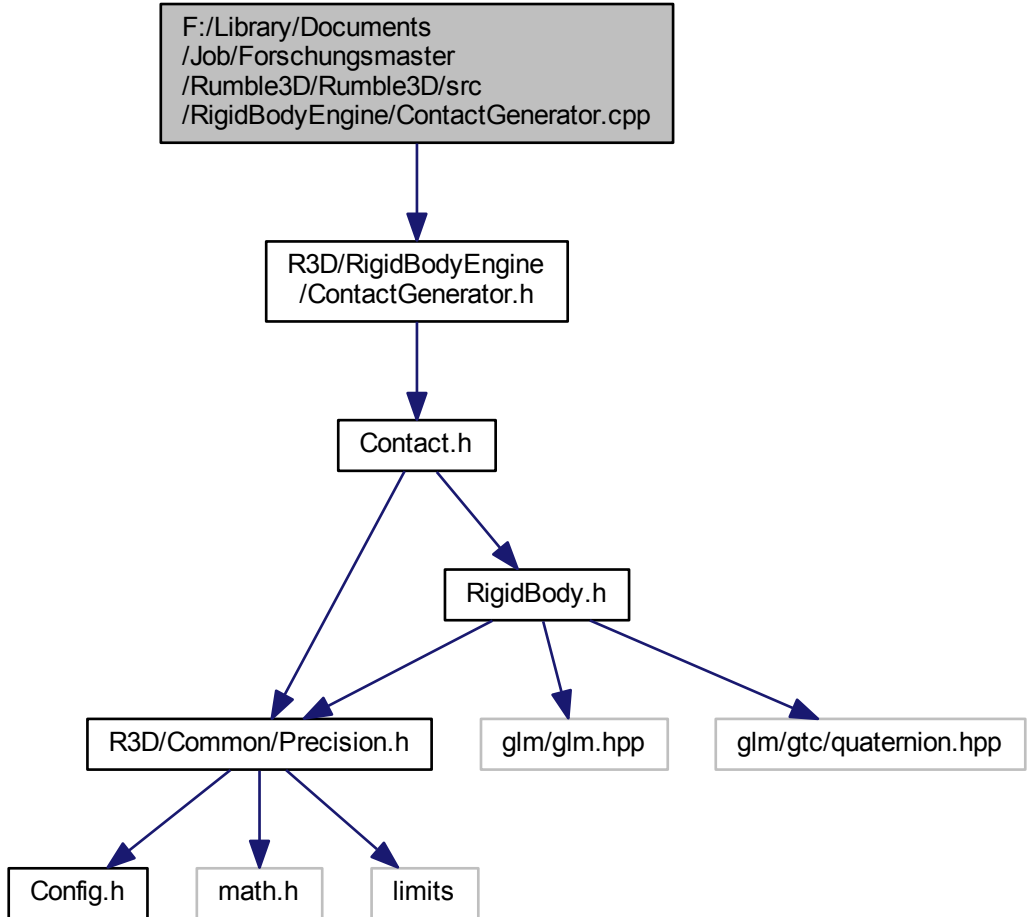 F:/Library/Documents
/Job/Forschungsmaster
/Rumble3D/Rumble3D/src
/RigidBodyEngine/ContactGenerator.cpp
R3D/RigidBodyEngine
/ContactGenerator.h
Contact.h
RigidBody.h
R3D/Common/Precision.h
glm/glm.hpp
glm/gtc/quaternion.hpp
Config.h
math.h
limits